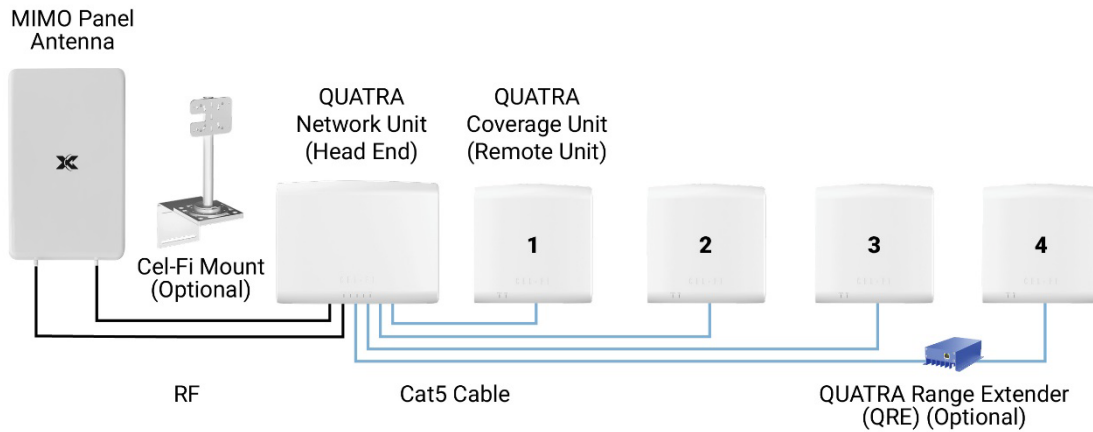 MIMO Panel
Antenna
QUATRA
Network Unit
(Head End)
QUATRA
Coverage Unit
(Remote Unit)
1
2
3
4
Cel-Fi Mount
(Optional)
RF
Cat5 Cable
QUATRA Range Extender
(QRE) (Optional)